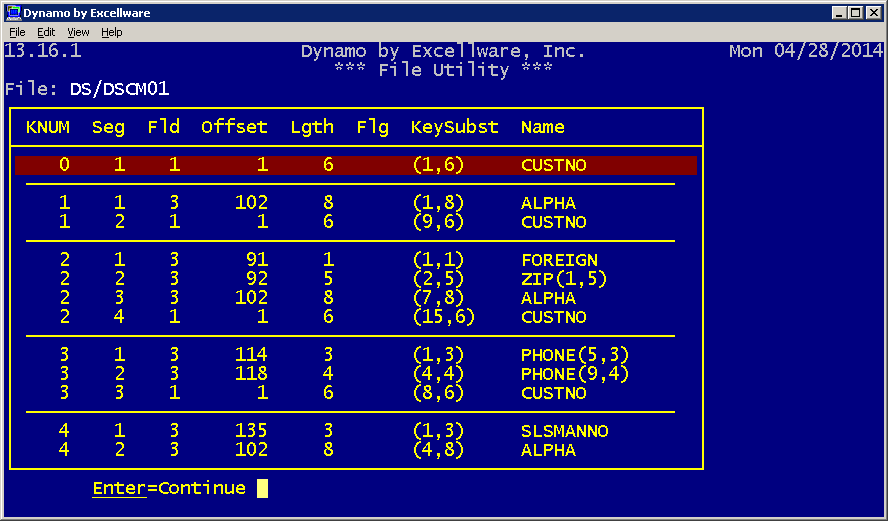 Dynamo by Excellware
File Edit View Help
13.16.1 Dynamo by Excellware, Inc. Mon 04/28/2014
*** File Utility ***
File: DS/DSCM01
KNUM Seg Fld Offset Lgth Flg KeySubst Name
0 1 1 1 6 (1,6) CUSTNO
1 1 3 102 8 (1,8) ALPHA
1 2 1 1 6 (9,6) CUSTNO
2 1 3 91 1 (1,1) FOREIGN
2 2 3 92 5 (2,5) ZIP(1,5)
2 3 3 102 8 (7,8) ALPHA
2 4 1 1 6 (15,6) CUSTNO
3 1 3 114 3 (1,3) PHONE(5,3)
3 2 3 118 4 (4,4) PHONE(9,4)
3 3 1 1 6 (8,6) CUSTNO
4 1 3 135 3 (1,3) SLSMANNO
4 2 3 102 8 (4,8) ALPHA
Enter=Continue